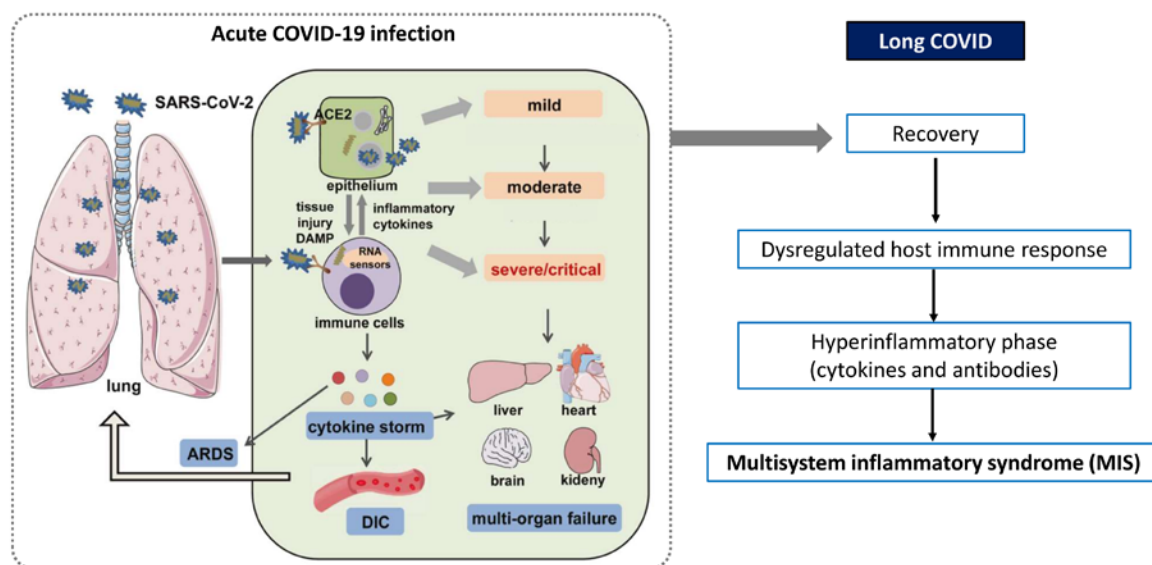 Acute COVID-19 infection
SARS-CoV-2
lung
ACE2
epithelium
tissue
injury
DAMP
inflammatory
cytokines
RNA
sensors
immune cells
cytokine storm
ARDS
DIC
mild
moderate
severe/critical
liver
heart
brain
kideny
multi-organ failure
Long COVID
Recovery
Dysregulated host immune response
Hyperinflammatory phase
(cytokines and antibodies)
Multisystem inflammatory syndrome (MIS)